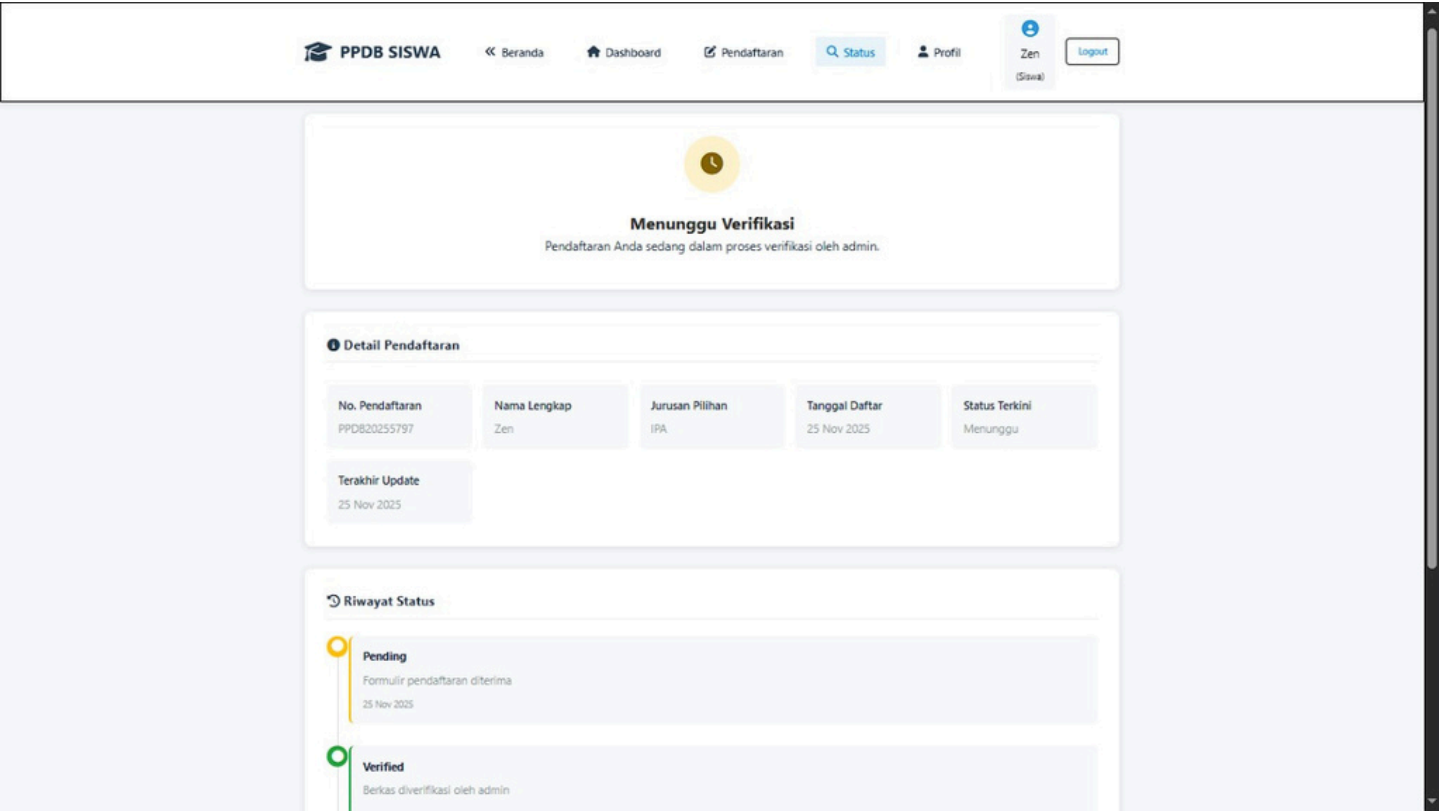 PPDB SISWA
Beranda
Dashboard
Pendaftaran
Status
Profil
Zen
(Siswa)
Logout
Menunggu Verifikasi
Pendaftaran Anda sedang dalam proses verifikasi oleh admin.
Detail Pendaftaran
No. Pendaftaran
PPDB20255797
Nama Lengkap
Zen
Jurusan Pilihan
IPA
Tanggal Daftar
25 Nov 2025
Status Terkini
Menunggu
Terakhir Update
25 Nov 2025
Riwayat Status
Pending
Formulir pendaftaran diterima
25 Nov 2025
Verified
Berkas diverifikasi oleh admin